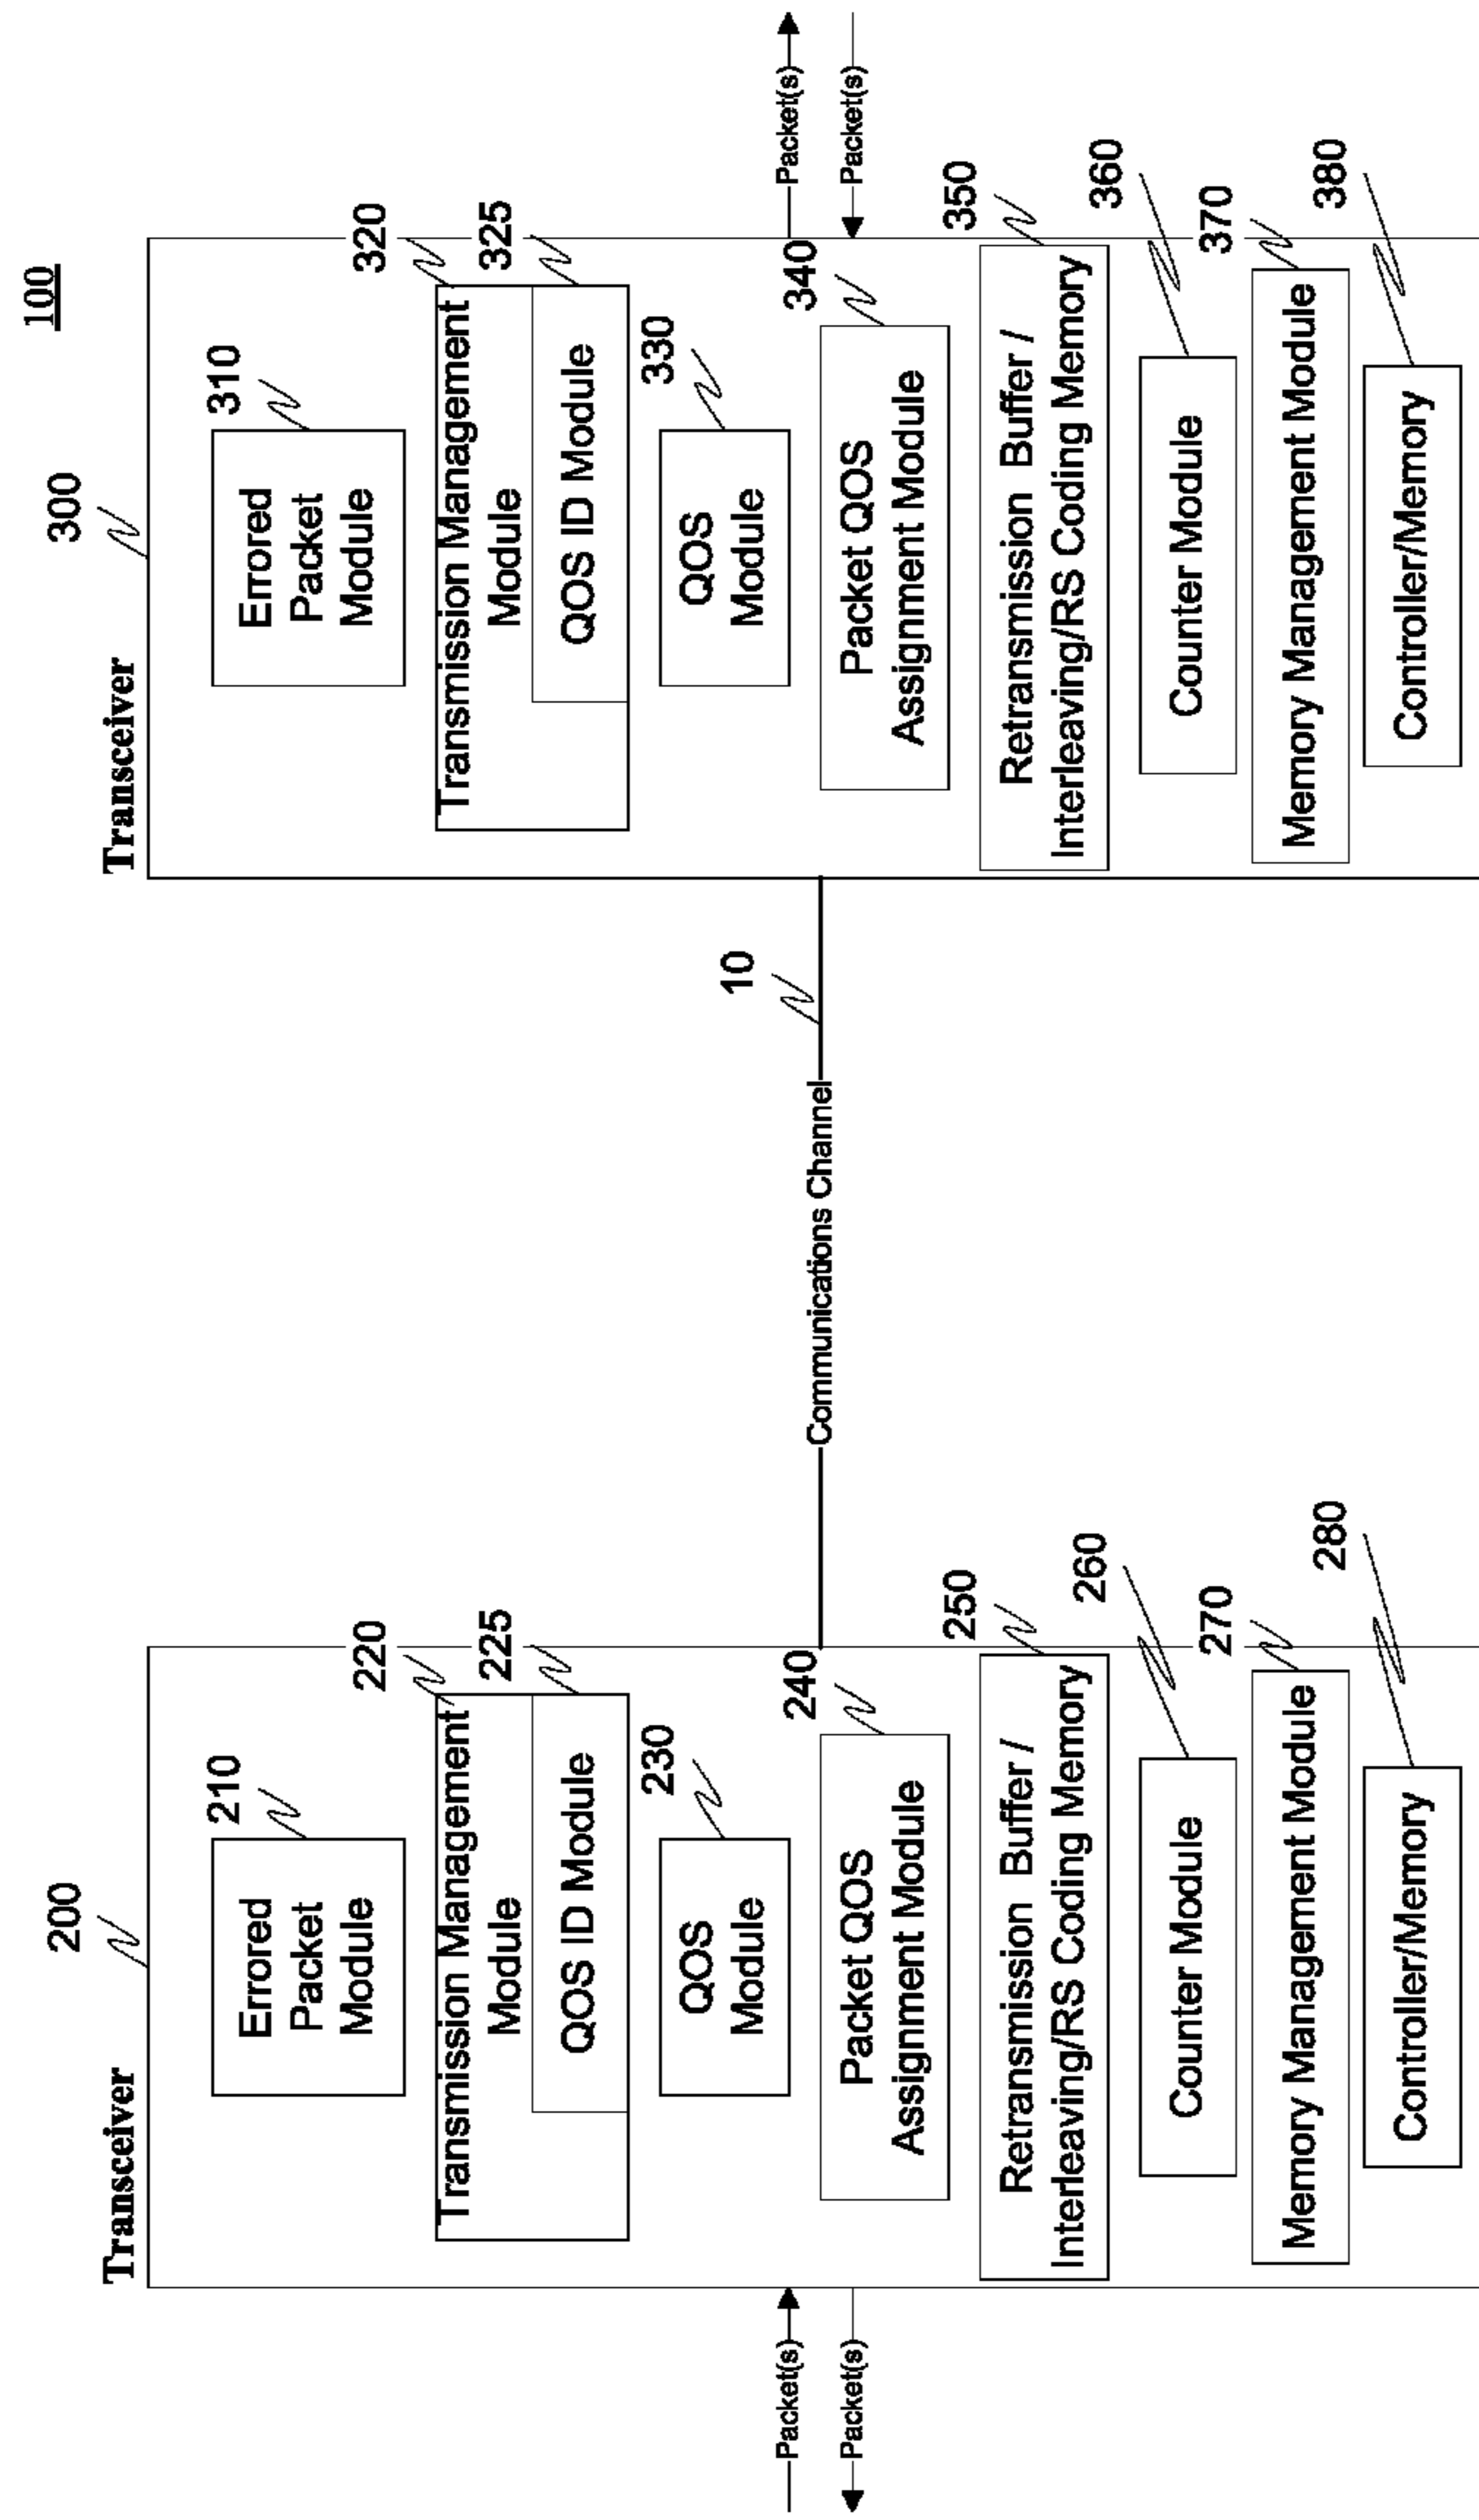 100
Transceiver
200
210
Errored
Packet
Module
220
Transmission Management
Module
225
QOS ID Module
230
QOS
Module
240
Packet QOS
Assignment Module
250
Retransmission Buffer /
Interleaving/RS Coding Memory
260
Counter Module
270
Memory Management Module
280
Controller/Memory
Packet(s)
Packet(s)
10
Communications Channel
Transceiver
300
310
Errored
Packet
Module
320
Transmission Management
Module
325
QOS ID Module
330
QOS
Module
340
Packet QOS
Assignment Module
350
Retransmission Buffer /
Interleaving/RS Coding Memory
360
Counter Module
370
Memory Management Module
380
Controller/Memory
Packet(s)
Packet(s)